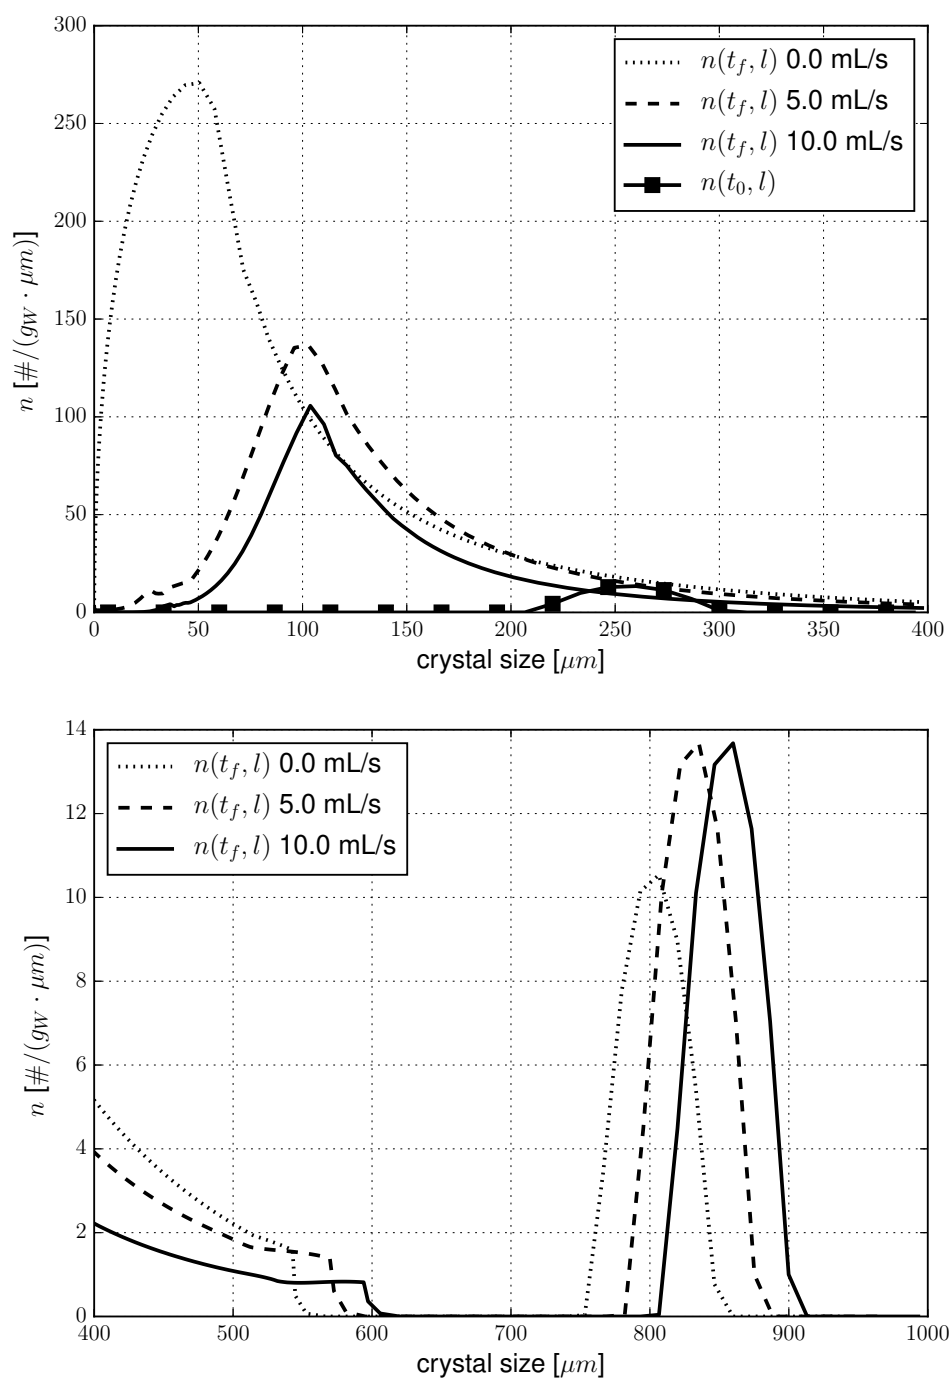 300
250
200
150
100
50
0
n [#/(g_W · μm)]
n(t_f, l) 0.0 mL/s
n(t_f, l) 5.0 mL/s
n(t_f, l) 10.0 mL/s
n(t_0, l)
0 50 100 150 200 250 300 350 400
crystal size [μm]
14
12
10
8
6
4
2
0
n [#/(g_W · μm)]
n(t_f, l) 0.0 mL/s
n(t_f, l) 5.0 mL/s
n(t_f, l) 10.0 mL/s
400 500 600 700 800 900 1000
crystal size [μm]